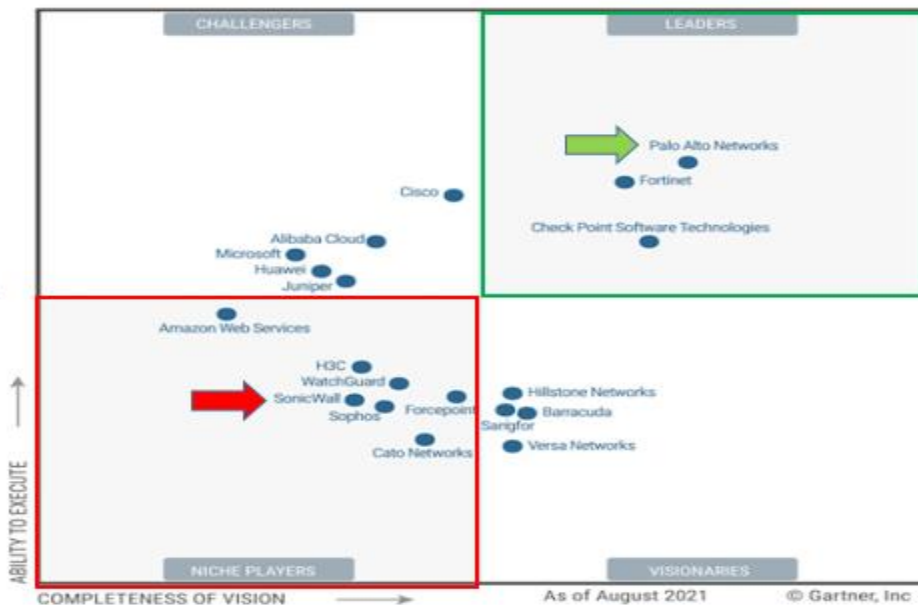 CHALLENGERS
LEADERS
Palo Alto Networks
Fortinet
Cisco
Check Point Software Technologies
Alibaba Cloud
Microsoft
Huawei
Juniper
Amazon Web Services
H3C
WatchGuard
SonicWall
Sophos
Forcepoint
Cato Networks
Hillstone Networks
Sangfor
Barracuda
Versa Networks
ABILITY TO EXECUTE
NICHE PLAYERS
VISIONARIES
COMPLETENESS OF VISION
As of August 2021
© Gartner, Inc